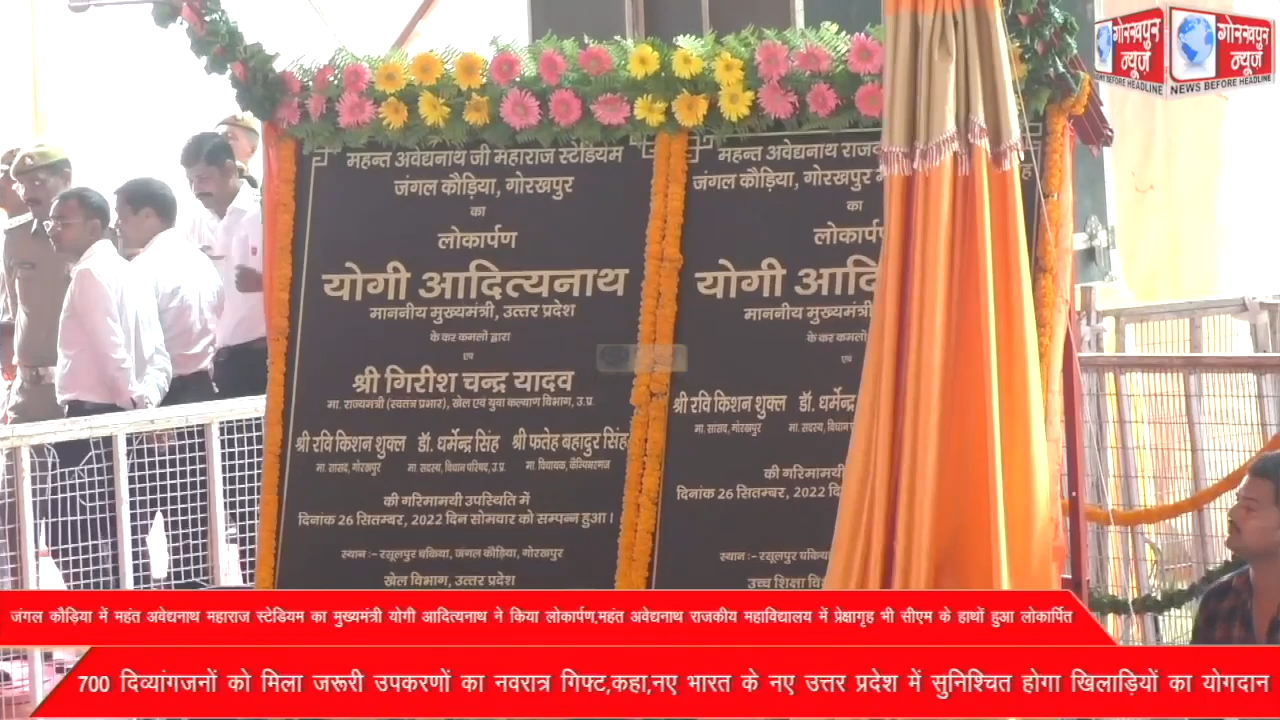 गोरखपुर
न्यूज
NEWS BEFORE HEADLINE
गोरखपुर
न्यूज
NEWS BEFORE HEADLINE
महन्त अवेद्यनाथ जी महाराज स्टेडियम
जंगल कौड़िया, गोरखपुर
का
लोकार्पण
योगी आदित्यनाथ
माननीय मुख्यमंत्री, उत्तर प्रदेश
के कर कमलों द्वारा
एवं
श्री गिरीश चन्द्र यादव
मा. राज्यमंत्री (स्वतंत्र प्रभार), खेल एवं युवा कल्याण विभाग, उ.प्र.
श्री रवि किशन शुक्ल डॉ. धर्मेन्द्र सिंह श्री फतेह बहादुर सिंह
मा. सांसद, गोरखपुर मा. सदस्य, विधान परिषद, उ.प्र. मा. विधायक, कैम्पियरगंज
की गरिमामयी उपस्थिति में
दिनांक 26 सितम्बर, 2022 दिन सोमवार को सम्पन्न हुआ।
स्थान :- रसूलपुर चकिया, जंगल कौड़िया, गोरखपुर
खेल विभाग, उत्तर प्रदेश
महन्त अवेद्यनाथ
जंगल कौड़िया, गोरखपुर
का
योगी
माननीय मुख्यमंत्री
के कर कमलों
एवं
श्री रवि किशन शुक्ल डॉ.
मा. सांसद, गोरखपुर मा. सदस्य,
की गरिमामयी
दिनांक 26 सितम्बर, 2022
स्थान :- रसूलपुर चकिया
उच्च शिक्षा
जंगल कौड़िया में महंत अवेद्यनाथ महाराज स्टेडियम का मुख्यमंत्री योगी आदित्यनाथ ने किया लोकार्पण,महंत अवेद्यनाथ राजकीय महाविद्यालय में प्रेक्षागृह भी सीएम के हाथों हुआ लोकार्पित
700 दिव्यांगजनों को मिला जरूरी उपकरणों का नवरात्र गिफ्ट,कहा,नए भारत के नए उत्तर प्रदेश में सुनिश्चित होगा खिलाड़ियों का योगदान